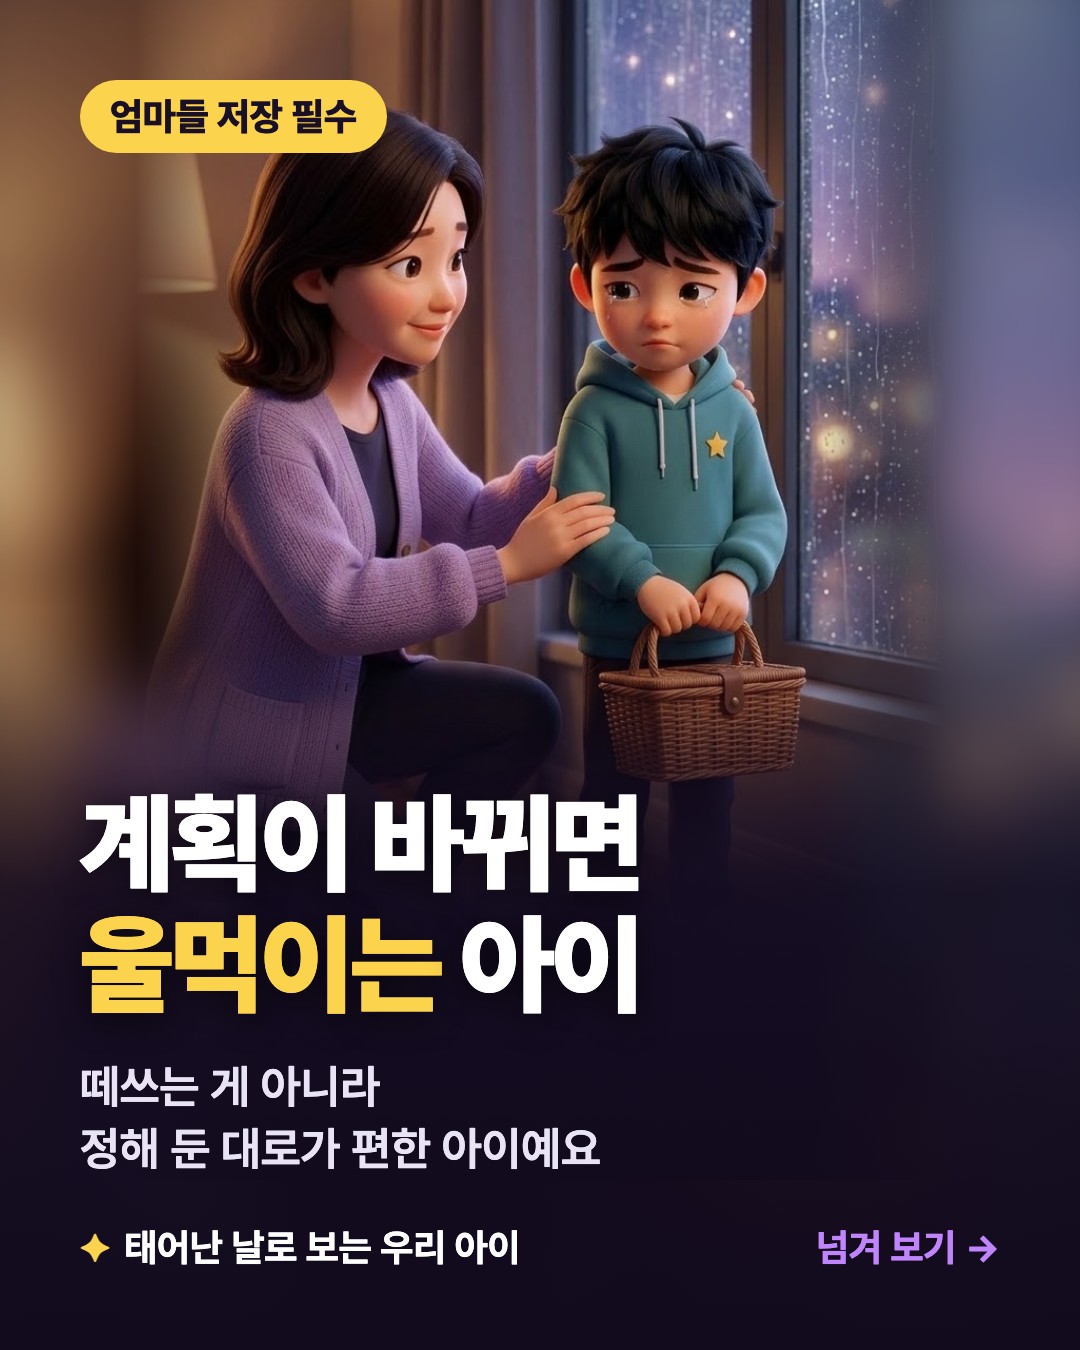 엄마들 저장 필수
계획이 바뀌면
울먹이는 아이
떼쓰는 게 아니라
정해 둔 대로가 편한 아이예요
태어난 날로 보는 우리 아이
넘겨 보기 →